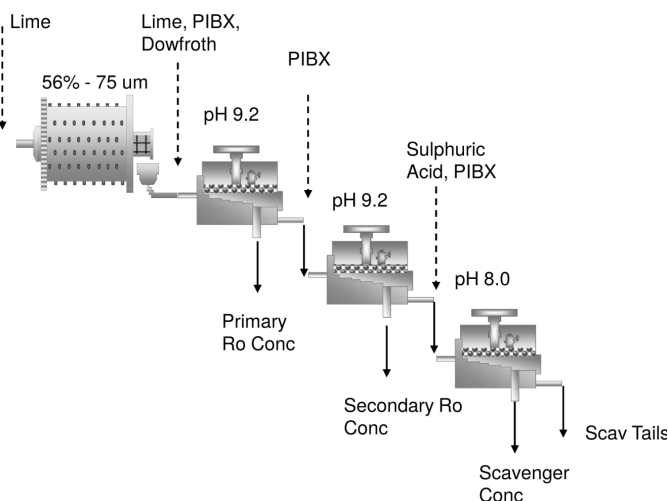 Lime
Lime, PIBX,
Dowfroth
PIBX
56% - 75 um
pH 9.2
Sulphuric
Acid, PIBX
pH 9.2
pH 8.0
Primary
Ro Conc
Secondary Ro
Conc
Scav Tails
Scavenger
Conc